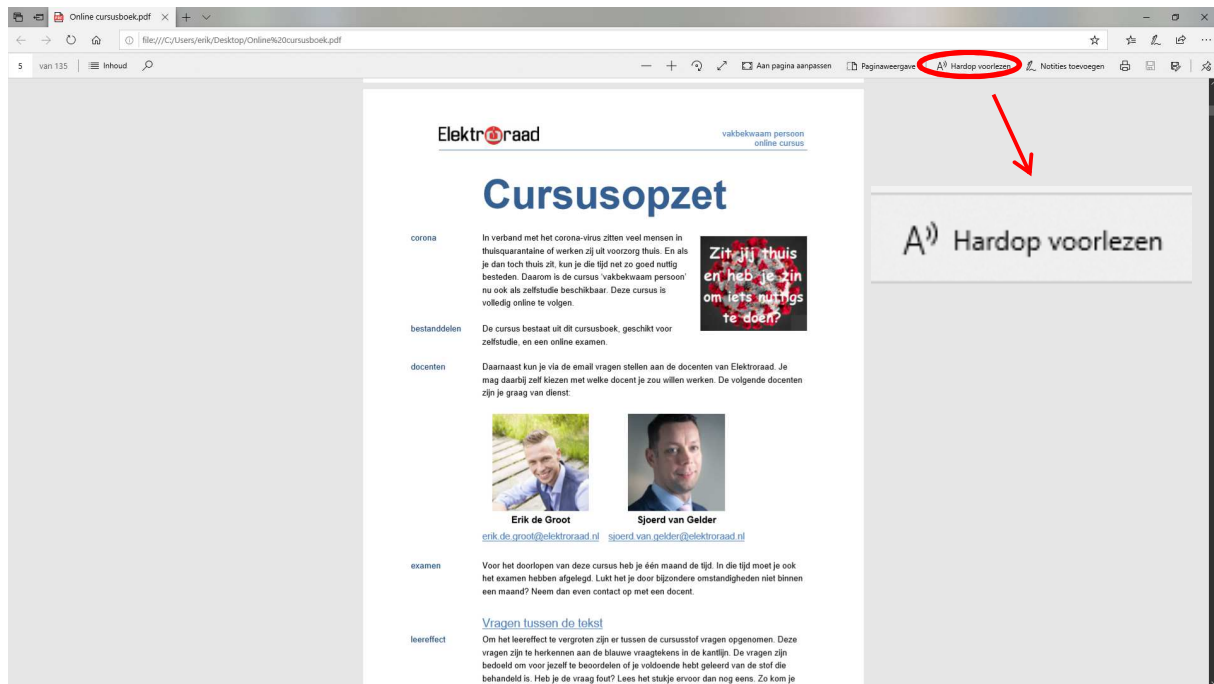 Online cursusboek.pdf
file:///C:/Users/erik/Desktop/Online%20cursusboek.pdf
5 van 135 Inhoud Aan pagina aanpassen Paginaweergave Hardop voorlezen Notities toevoegen
Elektroraad
vakbekwaam persoon
online cursus
Cursusopzet
corona
In verband met het corona-virus zitten veel mensen in
thuisquarantaine of werken zij uit voorzorg thuis. En als
je dan toch thuis zit, kun je die tijd net zo goed nuttig
besteden. Daarom is de cursus 'vakbekwaam persoon'
nu ook als zelfstudie beschikbaar. Deze cursus is
volledig online te volgen.
Zit jij thuis
en heb je zin
om iets nuttigs
te doen?
bestanddelen
De cursus bestaat uit dit cursusboek, geschikt voor
zelfstudie, en een online examen.
docenten
Daarnaast kun je via de email vragen stellen aan de docenten van Elektroraad. Je
mag daarbij zelf kiezen met welke docent je zou willen werken. De volgende docenten
zijn je graag van dienst:
Erik de Groot
erik.de.groot@elektroraad.nl
Sjoerd van Gelder
sjoerd.van.gelder@elektroraad.nl
examen
Voor het doorlopen van deze cursus heb je één maand de tijd. In die tijd moet je ook
het examen hebben afgelegd. Lukt het je door bijzondere omstandigheden niet binnen
een maand? Neem dan even contact op met een docent.
Vragen tussen de tekst
leereffect
Om het leereffect te vergroten zijn er tussen de cursusstof vragen opgenomen. Deze
vragen zijn te herkennen aan de blauwe vraagtekens in de kantlijn. De vragen zijn
bedoeld om voor jezelf te beoordelen of je voldoende hebt geleerd van de stof die
behandeld is. Heb je de vraag fout? Lees het stukje ervoor dan nog eens. Zo kom je
Hardop voorlezen